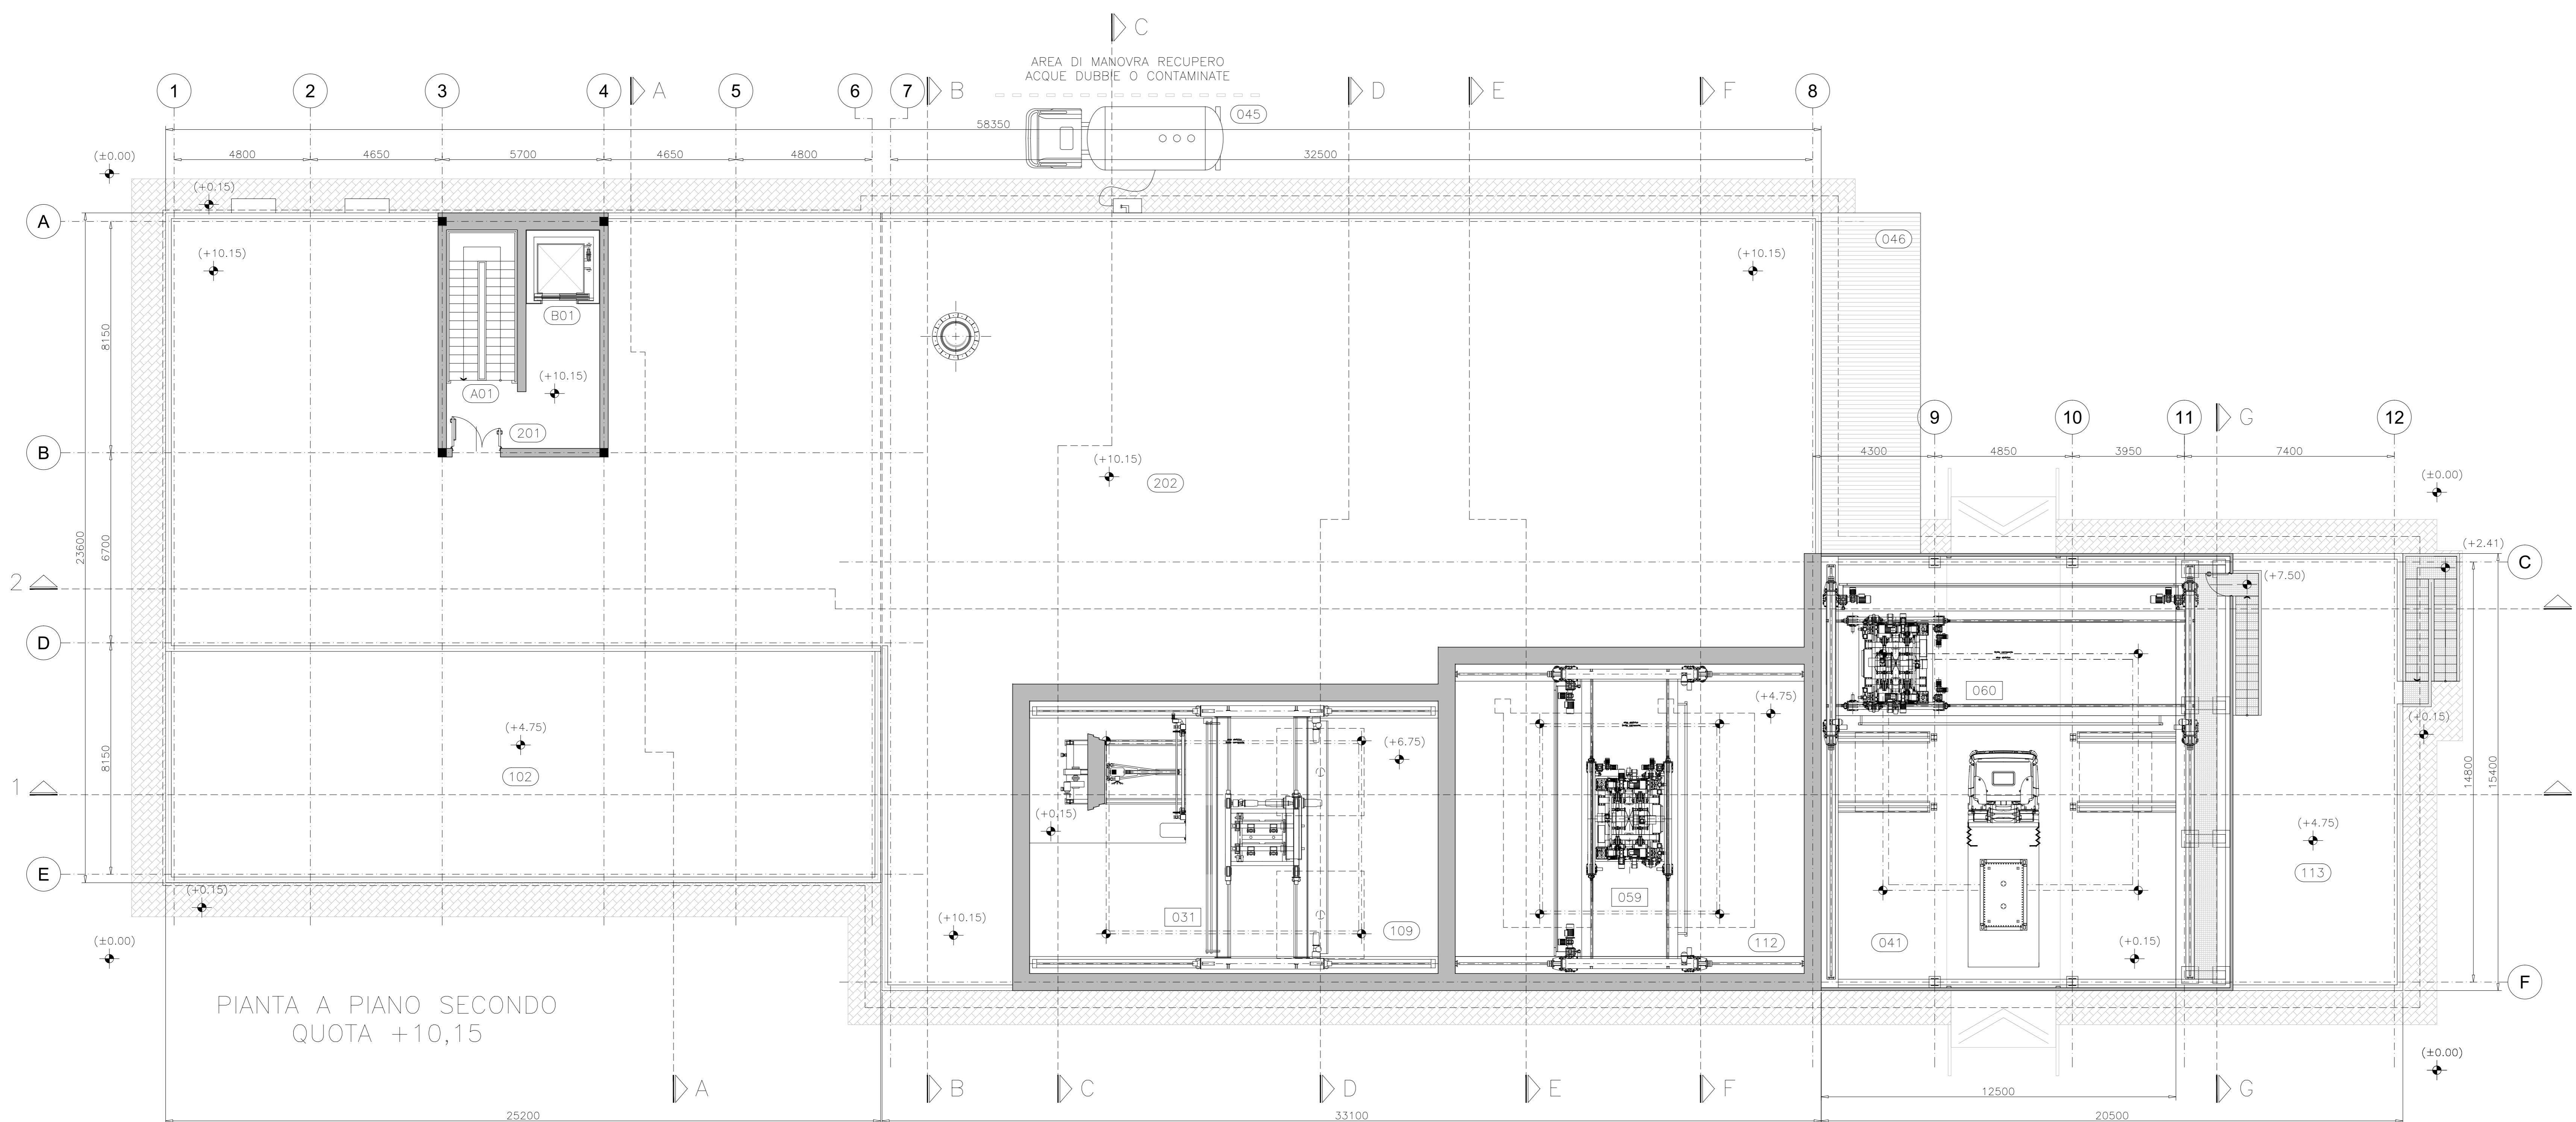 C
AREA DI MANOVRA RECUPERO
ACQUE DUBBIE O CONTAMINATE
1
2
3
4
A
5
6
7
B
D
E
F
8
045
58350
4800
4650
5700
4650
4800
32500
(±0.00)
(+0.15)
A
046
(+10.15)
(+10.15)
B01
8150
(+10.15)
A01
201
B
9
10
11
G
12
4300
4850
3950
7400
(+10.15)
202
(±0.00)
23600
6700
(+2.41)
C
2
(+7.50)
D
060
(+4.75)
(+4.75)
(+6.75)
(+0.15)
102
8150
1
14800
15400
(+0.15)
(+4.75)
E
113
(+0.15)
059
031
(+10.15)
109
112
041
(+0.15)
(±0.00)
F
PIANTA A PIANO SECONDO
QUOTA +10,15
(±0.00)
A
B
C
D
E
F
G
12500
25200
33100
20500